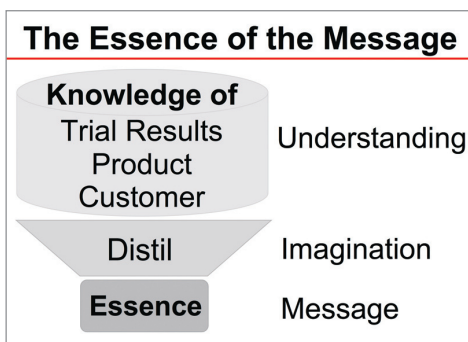 The Essence of the Message
Knowledge of
Trial Results
Product
Customer
Understanding
Distil
Imagination
Essence
Message